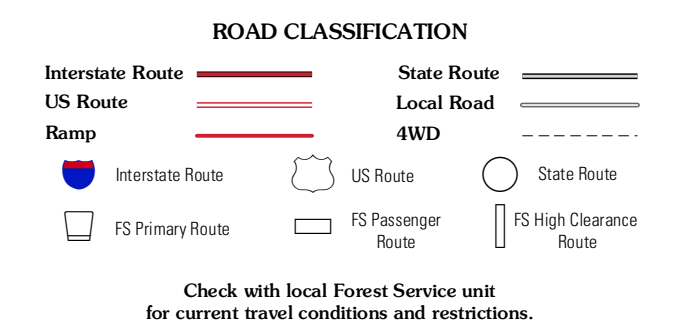 ROAD CLASSIFICATION
Interstate Route
State Route
US Route
Local Road
Ramp
4WD
Interstate Route
US Route
State Route
FS Primary Route
FS Passenger
Route
FS High Clearance
Route
Check with local Forest Service unit
for current travel conditions and restrictions.